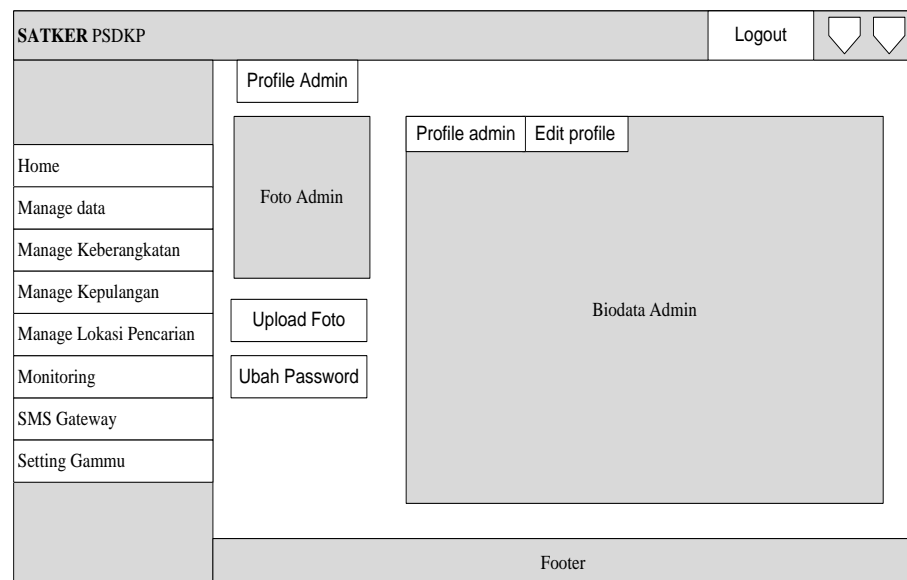 SATKER PSDKP
Logout
Profile Admin
Home
Manage data
Manage Keberangkatan
Manage Kepulangan
Manage Lokasi Pencarian
Monitoring
SMS Gateway
Setting Gammu
Foto Admin
Upload Foto
Ubah Password
Profile admin
Edit profile
Biodata Admin
Footer